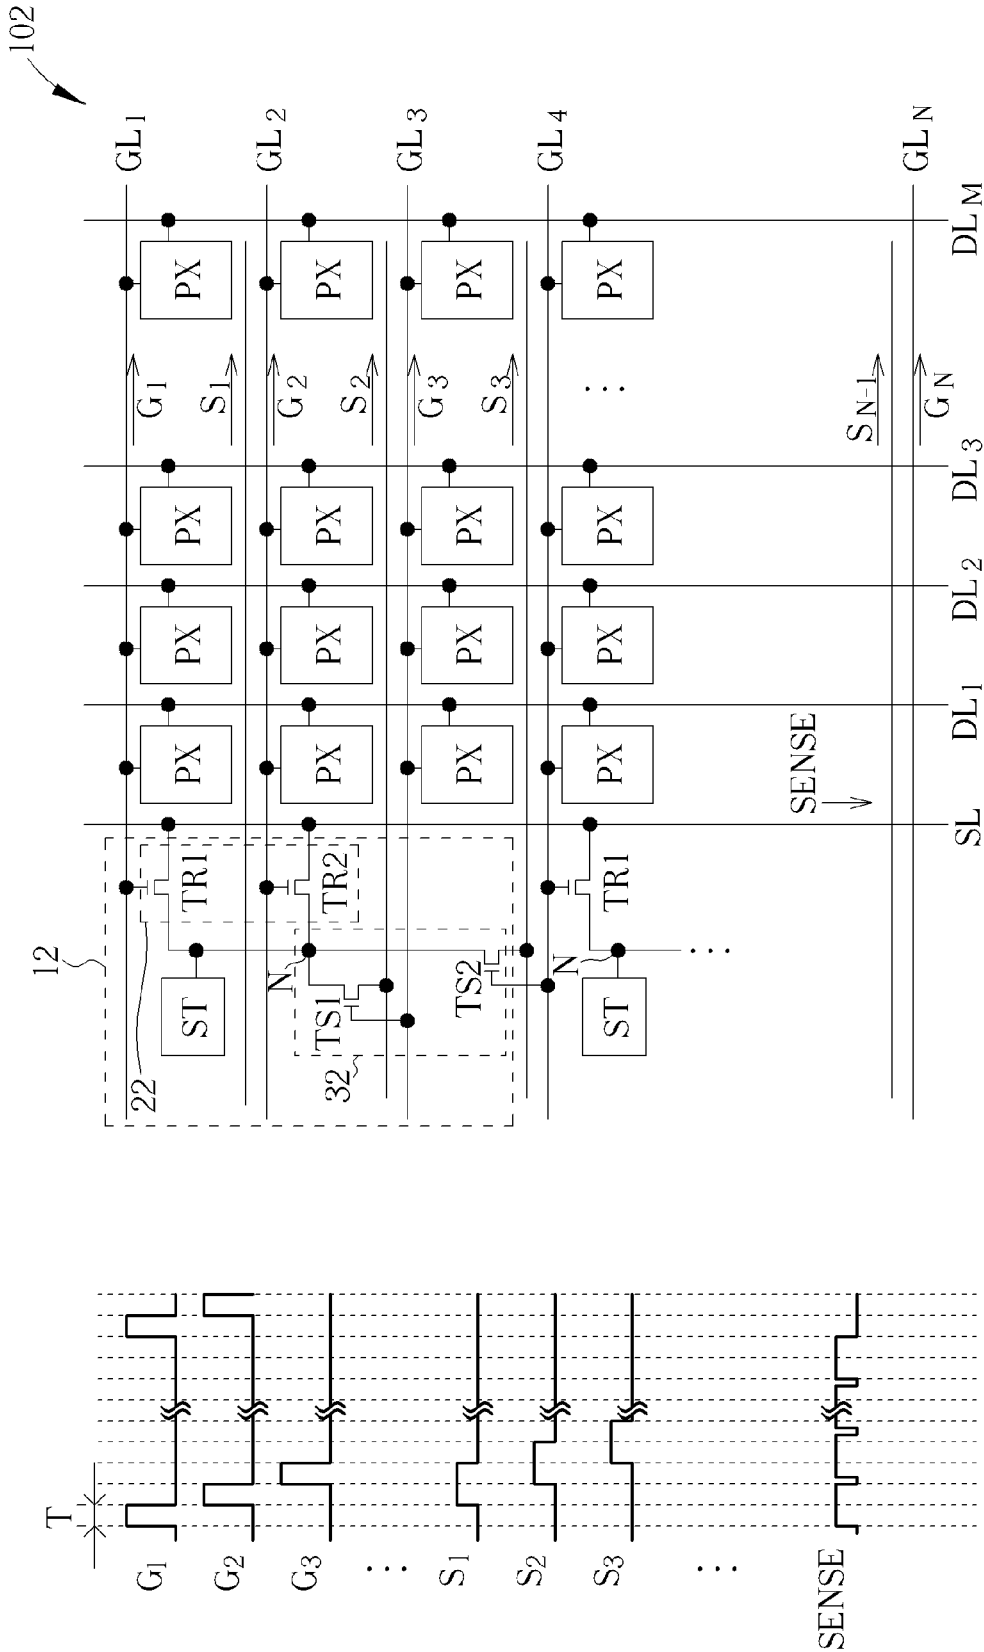 102
GL1
GL2
GL3
GL4
GLN
DLM
PX
PX
PX
PX
G1
S1
G2
S2
G3
S3
...
SN-1
GN
DL3
PX
PX
PX
PX
DL2
PX
PX
PX
PX
DL1
PX
PX
PX
PX
SENSE
SL
TR1
TR2
TR1
12
22
ST
N
TS1
TS2
N
ST
...
32
T
G1
G2
G3
...
S1
S2
S3
...
SENSE